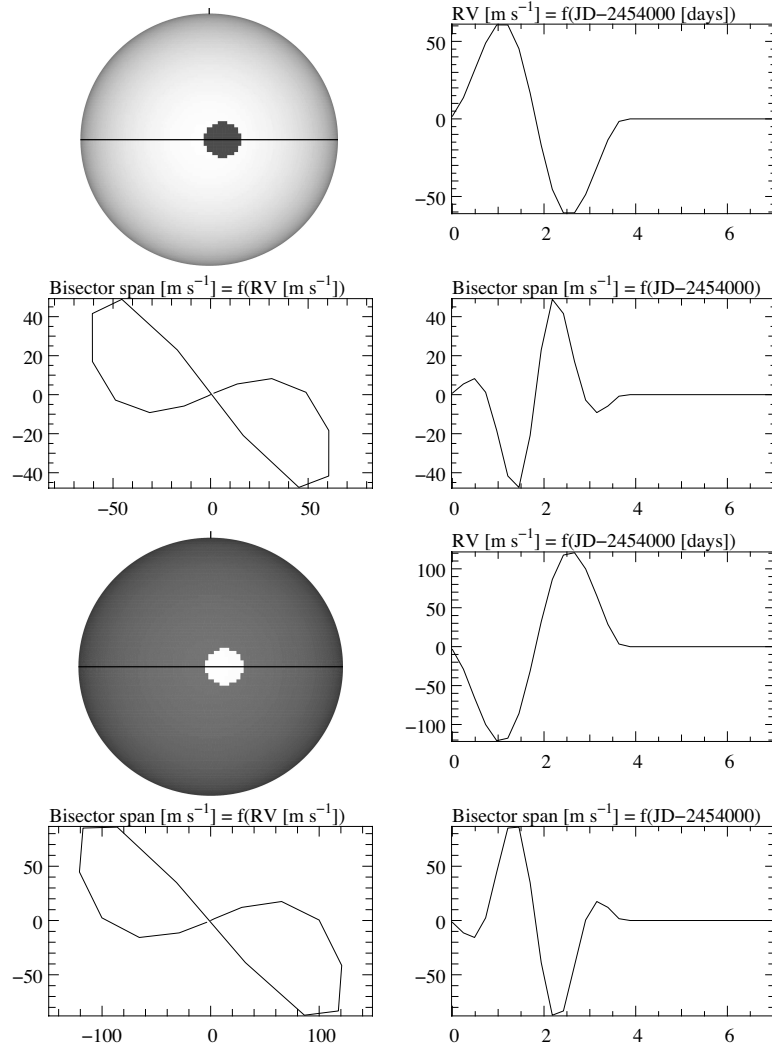 RV [m s⁻¹] = f(JD−2454000 [days])
50
0
−50
0 2 4 6
Bisector span [m s⁻¹] = f(RV [m s⁻¹])
40
20
0
−20
−40
−50 0 50
Bisector span [m s⁻¹] = f(JD−2454000)
40
20
0
−20
−40
0 2 4 6
RV [m s⁻¹] = f(JD−2454000 [days])
100
50
0
−50
−100
0 2 4 6
Bisector span [m s⁻¹] = f(RV [m s⁻¹])
50
0
−50
−100 0 100
Bisector span [m s⁻¹] = f(JD−2454000)
50
0
−50
0 2 4 6